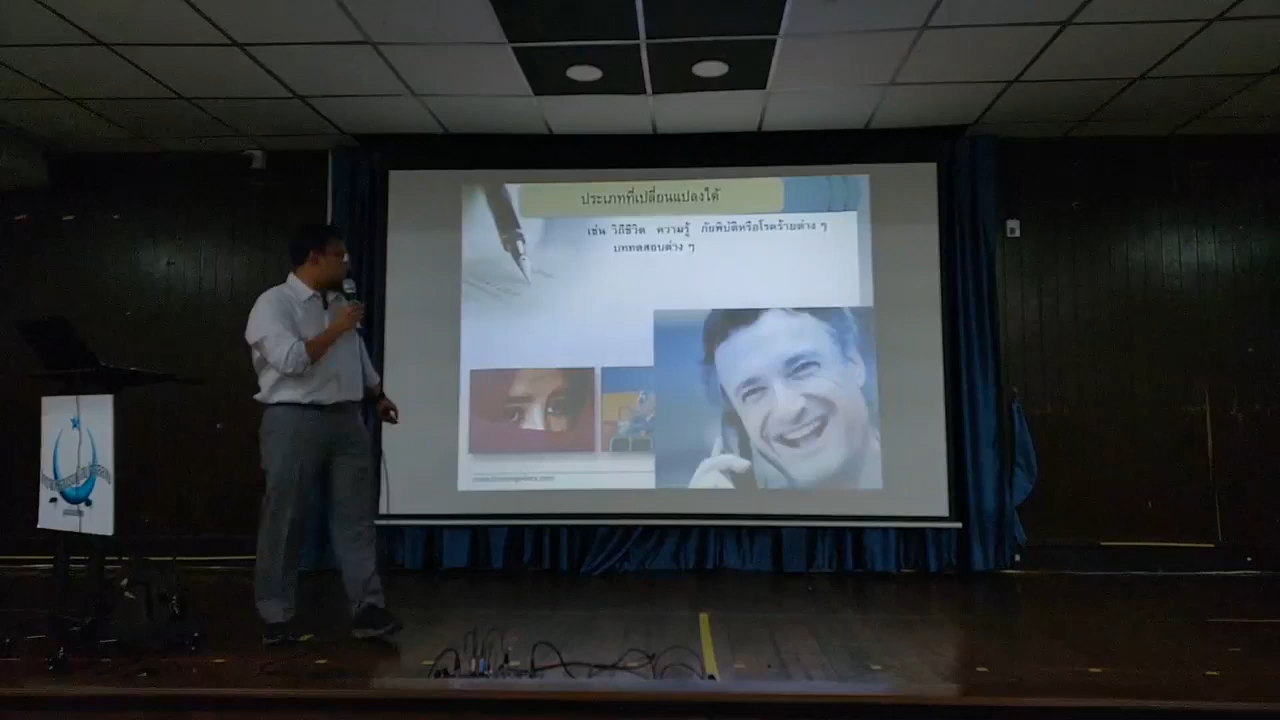 ประเภทที่เปลี่ยนแปลงได้
เช่น วิถีชีวิต ความรู้ ภัยพิบัติหรือโรคร้ายต่าง ๆ
บททดสอบต่าง ๆ